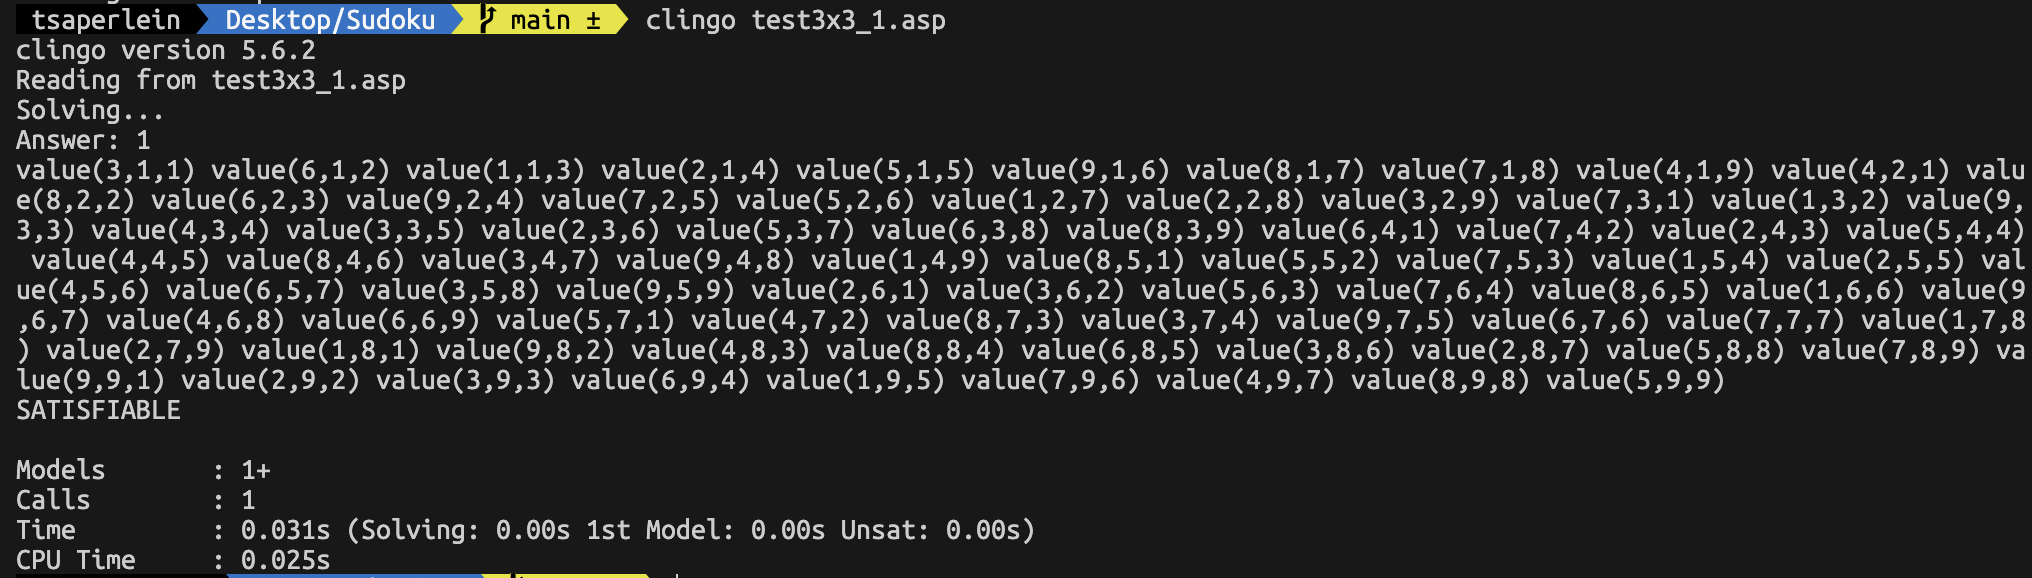 tsaperlein Desktop/Sudoku main ± clingo test3x3_1.asp
clingo version 5.6.2
Reading from test3x3_1.asp
Solving...
Answer: 1
value(3,1,1) value(6,1,2) value(1,1,3) value(2,1,4) value(5,1,5) value(9,1,6) value(8,1,7) value(7,1,8) value(4,1,9) value(4,2,1) valu
e(8,2,2) value(6,2,3) value(9,2,4) value(7,2,5) value(5,2,6) value(1,2,7) value(2,2,8) value(3,2,9) value(7,3,1) value(1,3,2) value(9,
3,3) value(4,3,4) value(3,3,5) value(2,3,6) value(5,3,7) value(6,3,8) value(8,3,9) value(6,4,1) value(7,4,2) value(2,4,3) value(5,4,4)
 value(4,4,5) value(8,4,6) value(3,4,7) value(9,4,8) value(1,4,9) value(8,5,1) value(5,5,2) value(7,5,3) value(1,5,4) value(2,5,5) val
ue(4,5,6) value(6,5,7) value(3,5,8) value(9,5,9) value(2,6,1) value(3,6,2) value(5,6,3) value(7,6,4) value(8,6,5) value(1,6,6) value(9
,6,7) value(4,6,8) value(6,6,9) value(5,7,1) value(4,7,2) value(8,7,3) value(3,7,4) value(9,7,5) value(6,7,6) value(7,7,7) value(1,7,8
) value(2,7,9) value(1,8,1) value(9,8,2) value(4,8,3) value(8,8,4) value(6,8,5) value(3,8,6) value(2,8,7) value(5,8,8) value(7,8,9) va
lue(9,9,1) value(2,9,2) value(3,9,3) value(6,9,4) value(1,9,5) value(7,9,6) value(4,9,7) value(8,9,8) value(5,9,9)
SATISFIABLE
Models : 1+
Calls : 1
Time : 0.031s (Solving: 0.00s 1st Model: 0.00s Unsat: 0.00s)
CPU Time : 0.025s